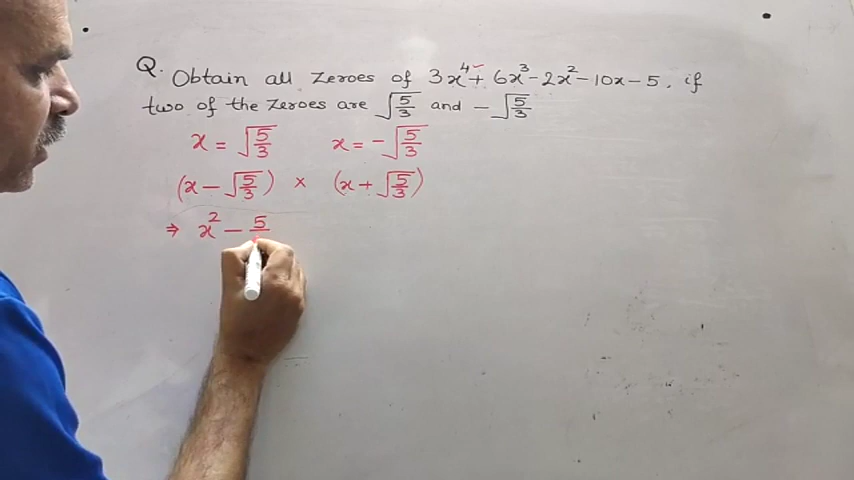 Q. Obtain all zeroes of 3x⁴ + 6x³ - 2x² - 10x - 5, if
two of the zeroes are √(5/3) and - √(5/3)
x = √(5/3) x = - √(5/3)
(x - √(5/3)) × (x + √(5/3))
⇒ x² - 5/